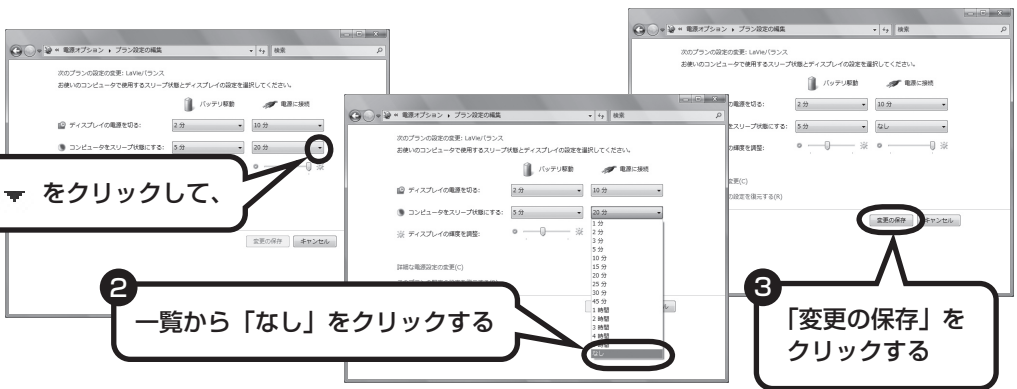 電源オプション ▸ プラン設定の編集
検索
次のプランの設定の変更: LaVie/バランス
お使いのコンピュータで使用するスリープ状態とディスプレイの設定を選択してください。
バッテリ駆動 電源に接続
ディスプレイの電源を切る: 2 分 10 分
コンピュータをスリープ状態にする: 5 分 20 分
をクリックして、
変更の保存 キャンセル
電源オプション ▸ プラン設定の編集
検索
次のプランの設定の変更: LaVie/バランス
お使いのコンピュータで使用するスリープ状態とディスプレイの設定を選択してください。
バッテリ駆動 電源に接続
ディスプレイの電源を切る: 2 分 10 分
コンピュータをスリープ状態にする: 5 分 20 分
ディスプレイの輝度を調整:
1 分
2 分
3 分
5 分
10 分
15 分
20 分
25 分
30 分
45 分
1 時間
2 時間
3 時間
4 時間
なし
詳細な電源設定の変更(C)
2
一覧から「なし」をクリックする
電源オプション ▸ プラン設定の編集
検索
次のプランの設定の変更: LaVie/バランス
お使いのコンピュータで使用するスリープ状態とディスプレイの設定を選択してください。
バッテリ駆動 電源に接続
の電源を切る: 2 分 10 分
をスリープ状態にする: 5 分 なし
の輝度を調整:
変更(C)
の設定を復元する(R)
変更の保存 キャンセル
3
「変更の保存」を
クリックする